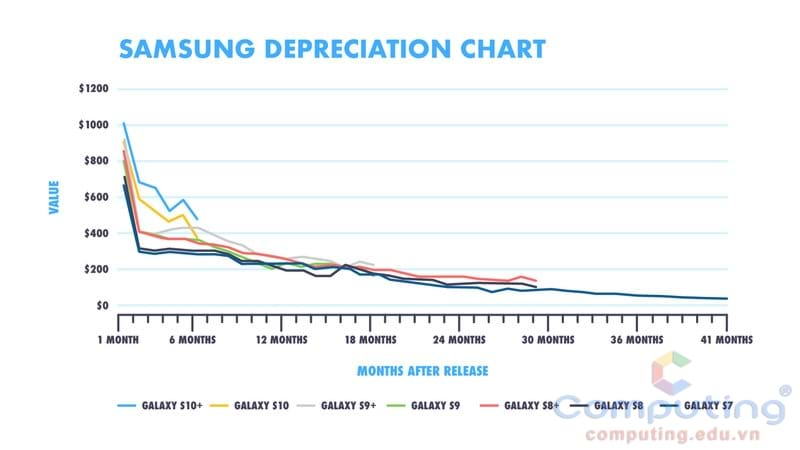 SAMSUNG DEPRECIATION CHART
$1200
$1000
$800
$600
$400
$200
$0
VALUE
1 MONTH 6 MONTHS 12 MONTHS 18 MONTHS 24 MONTHS 30 MONTHS 36 MONTHS 41 MONTHS
MONTHS AFTER RELEASE
GALAXY S10+ GALAXY S10 GALAXY S9+ GALAXY S9 GALAXY S8+ GALAXY S8 GALAXY S7
Computing®
computing.edu.vn